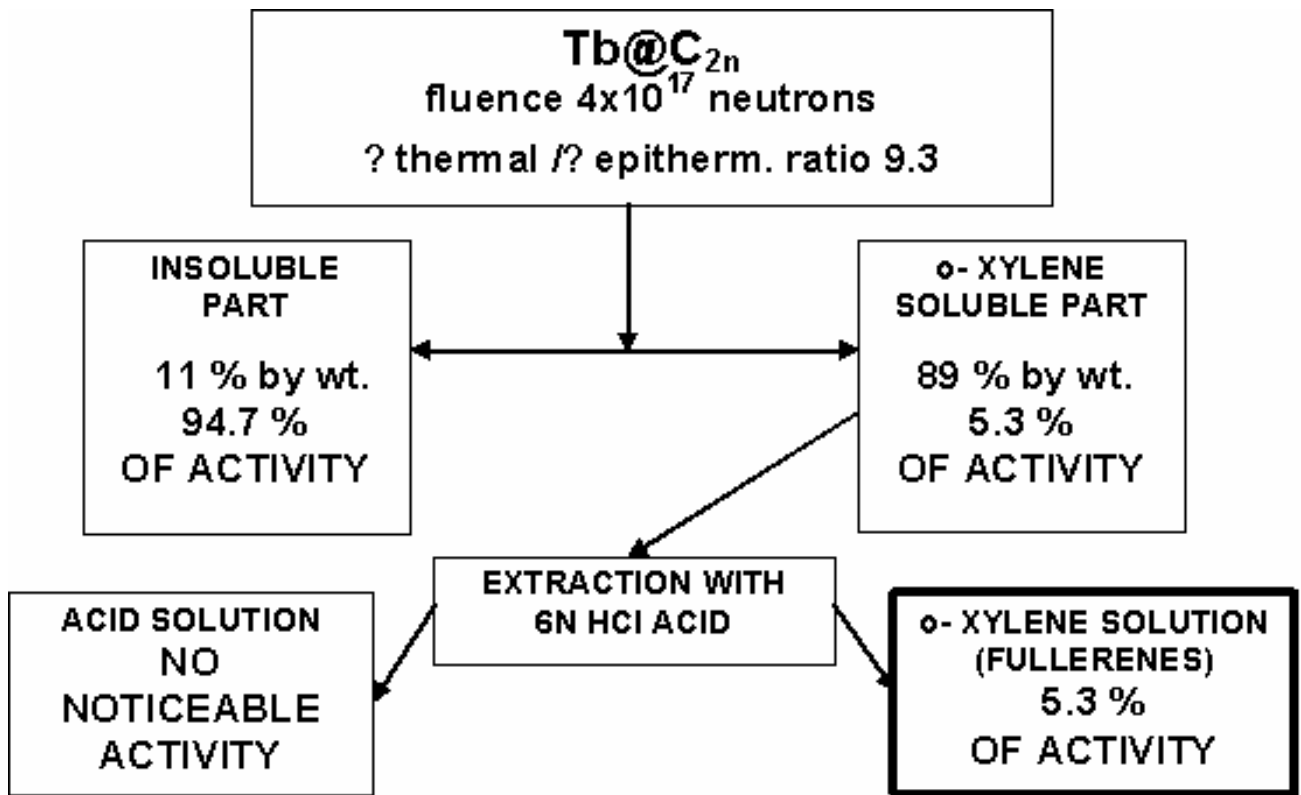 Tb@C₂ₙ
fluence 4x10¹⁷ neutrons
? thermal /? epitherm. ratio 9.3
INSOLUBLE
PART
11 % by wt.
94.7 %
OF ACTIVITY
o- XYLENE
SOLUBLE PART
89 % by wt.
5.3 %
OF ACTIVITY
EXTRACTION WITH
6N HCl ACID
ACID SOLUTION
NO
NOTICEABLE
ACTIVITY
o- XYLENE SOLUTION
(FULLERENES)
5.3 %
OF ACTIVITY